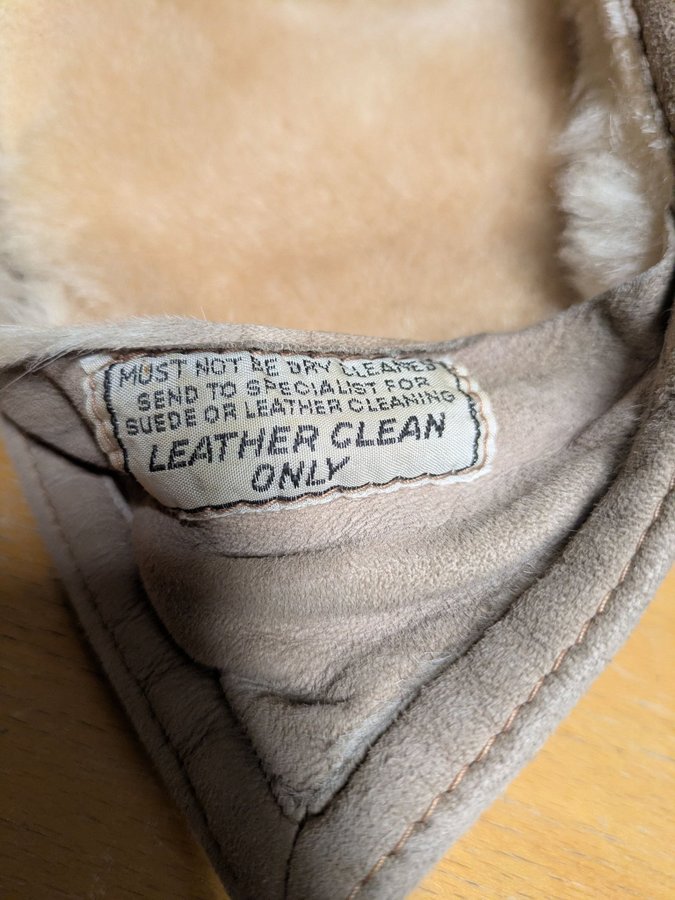 MUST NOT BE DRY CLEANED
SEND TO SPECIALIST FOR
SUEDE OR LEATHER CLEANING
LEATHER CLEAN
ONLY